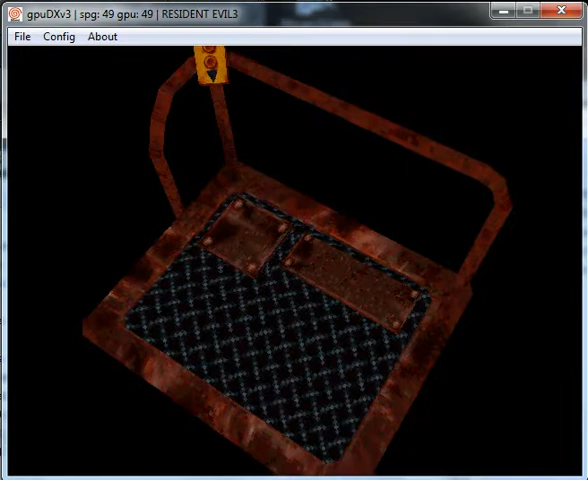 gpuDXv3 | spg: 49 gpu: 49 | RESIDENT EVIL3
File Config About